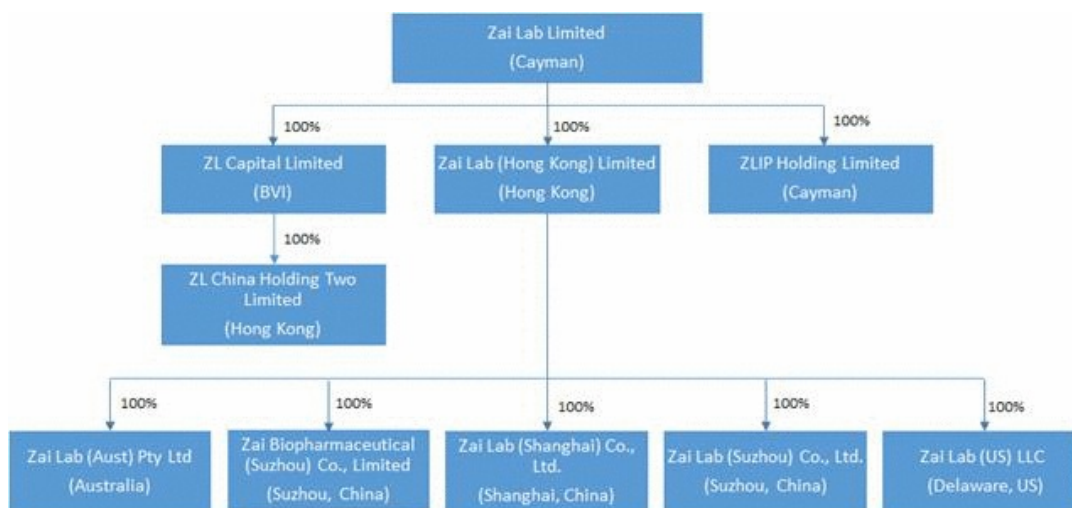 Zai Lab Limited
(Cayman)
100%
100%
100%
ZL Capital Limited
(BVI)
Zai Lab (Hong Kong) Limited
(Hong Kong)
ZLIP Holding Limited
(Cayman)
100%
ZL China Holding Two
Limited
(Hong Kong)
100%
100%
100%
100%
100%
Zai Lab (Aust) Pty Ltd
(Australia)
Zai Biopharmaceutical
(Suzhou) Co., Limited
(Suzhou, China)
Zai Lab (Shanghai) Co.,
Ltd.
(Shanghai, China)
Zai Lab (Suzhou) Co., Ltd.
(Suzhou, China)
Zai Lab (US) LLC
(Delaware, US)